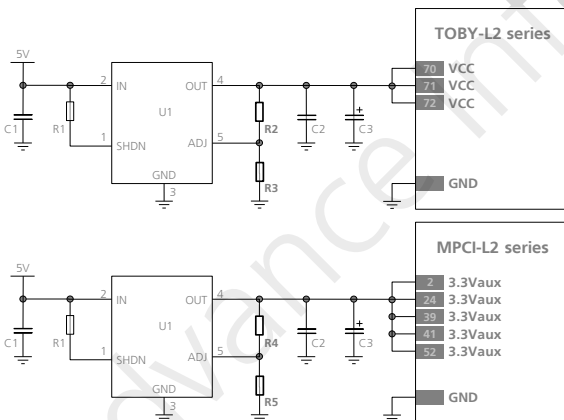 TOBY-L2 series
5V
70 VCC
71 VCC
72 VCC
2 IN OUT 4
U1
C1 R1 R2 C2 C3
1 SHDN ADJ 5
R3
GND
3
GND
MPCI-L2 series
5V
2 3.3Vaux
24 3.3Vaux
39 3.3Vaux
41 3.3Vaux
52 3.3Vaux
2 IN OUT 4
U1
C1 R1 R4 C2 C3
1 SHDN ADJ 5
R5
GND
3
GND